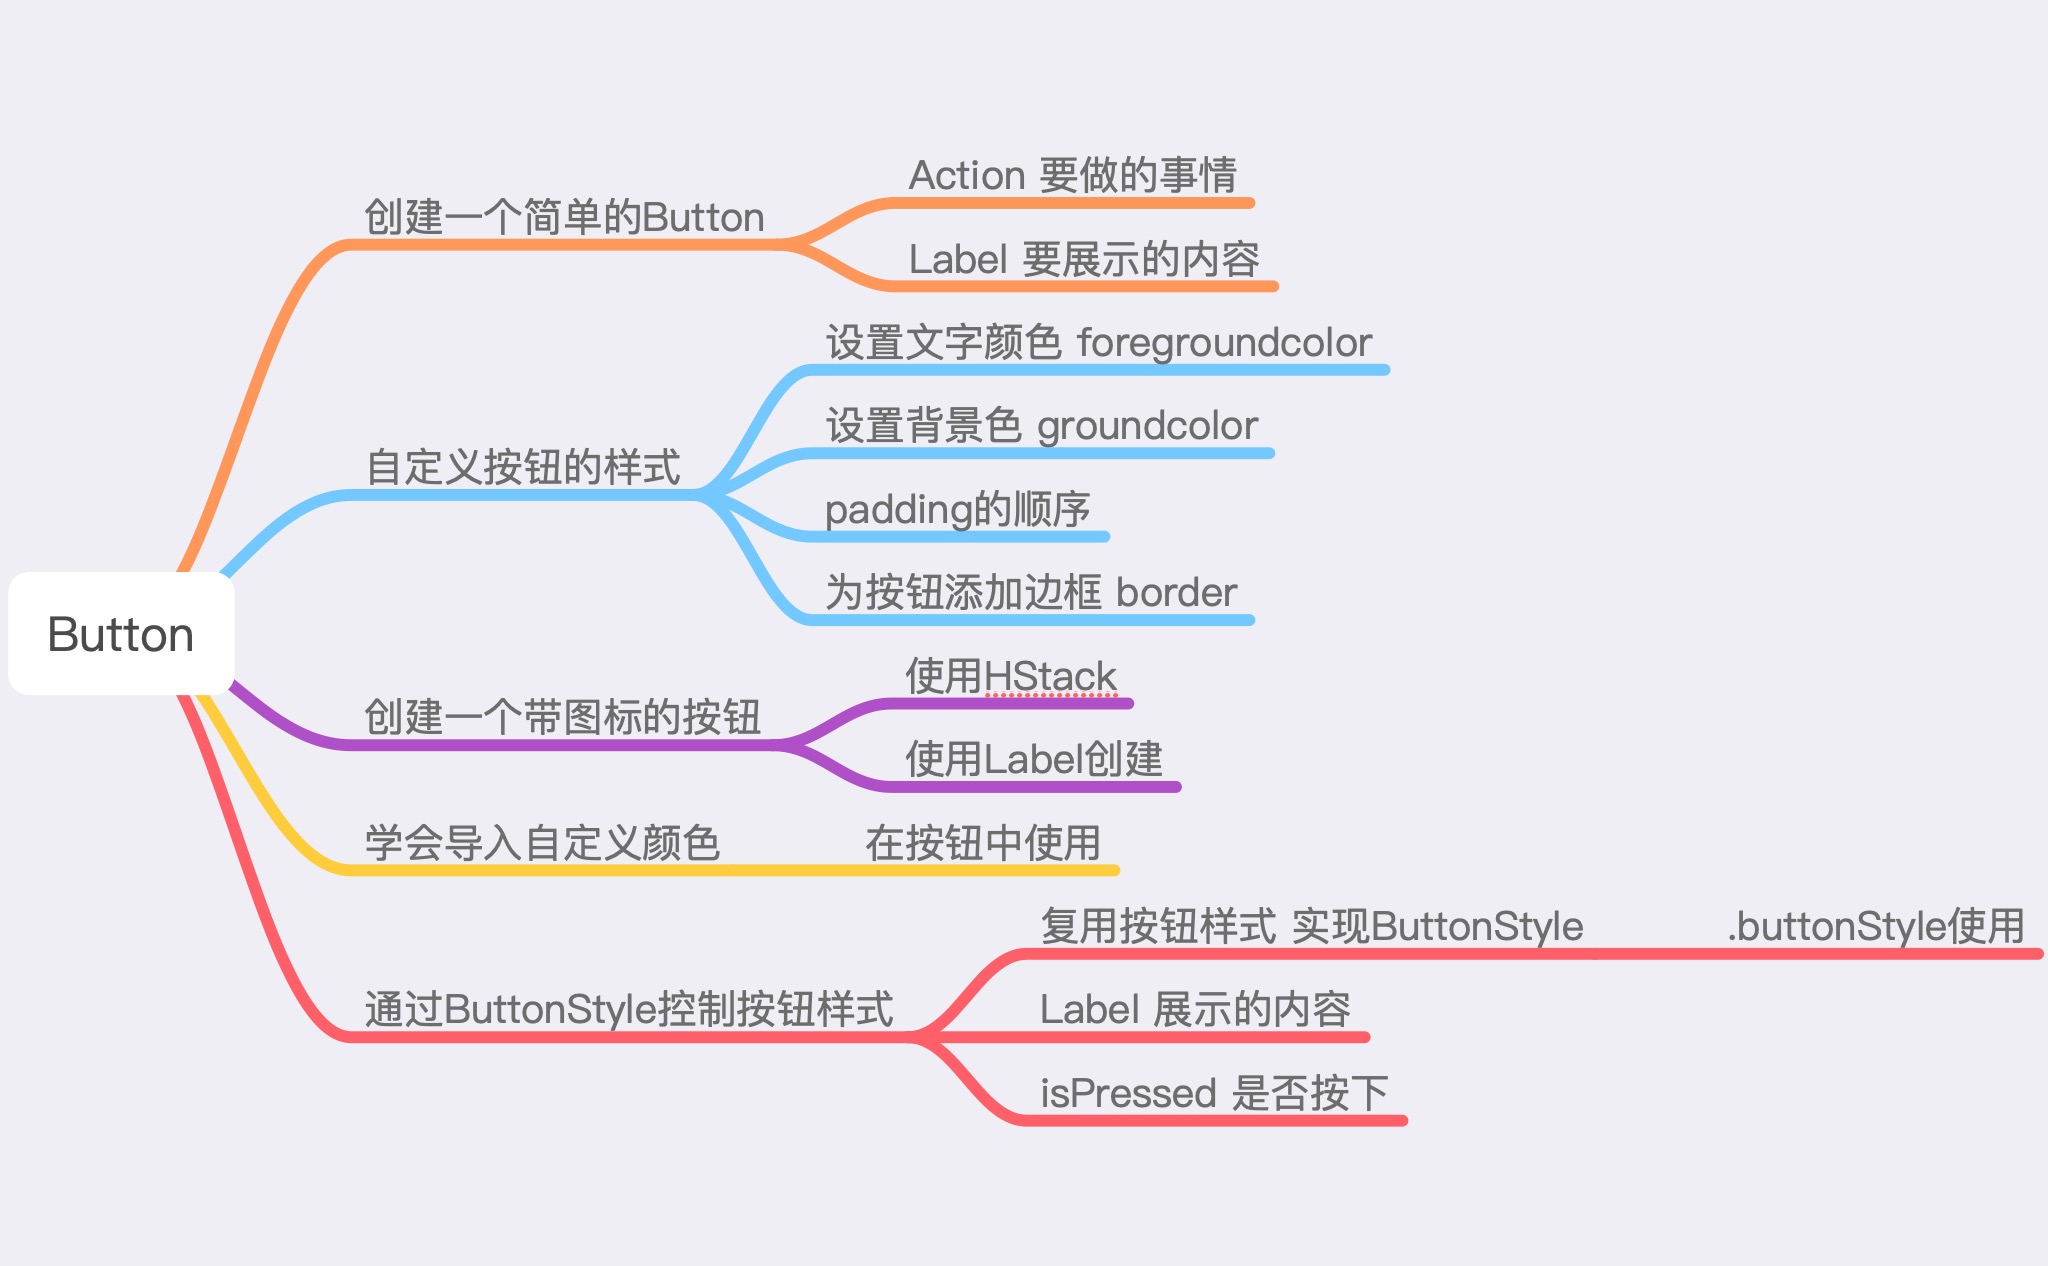 Action 要做的事情
创建一个简单的Button
Label 要展示的内容
设置文字颜色 foregroundcolor
设置背景色 groundcolor
自定义按钮的样式
padding的顺序
为按钮添加边框 border
Button
使用HStack
创建一个带图标的按钮
使用Label创建
学会导入自定义颜色 在按钮中使用
复用按钮样式 实现ButtonStyle .buttonStyle使用
通过ButtonStyle控制按钮样式 Label 展示的内容
isPressed 是否按下